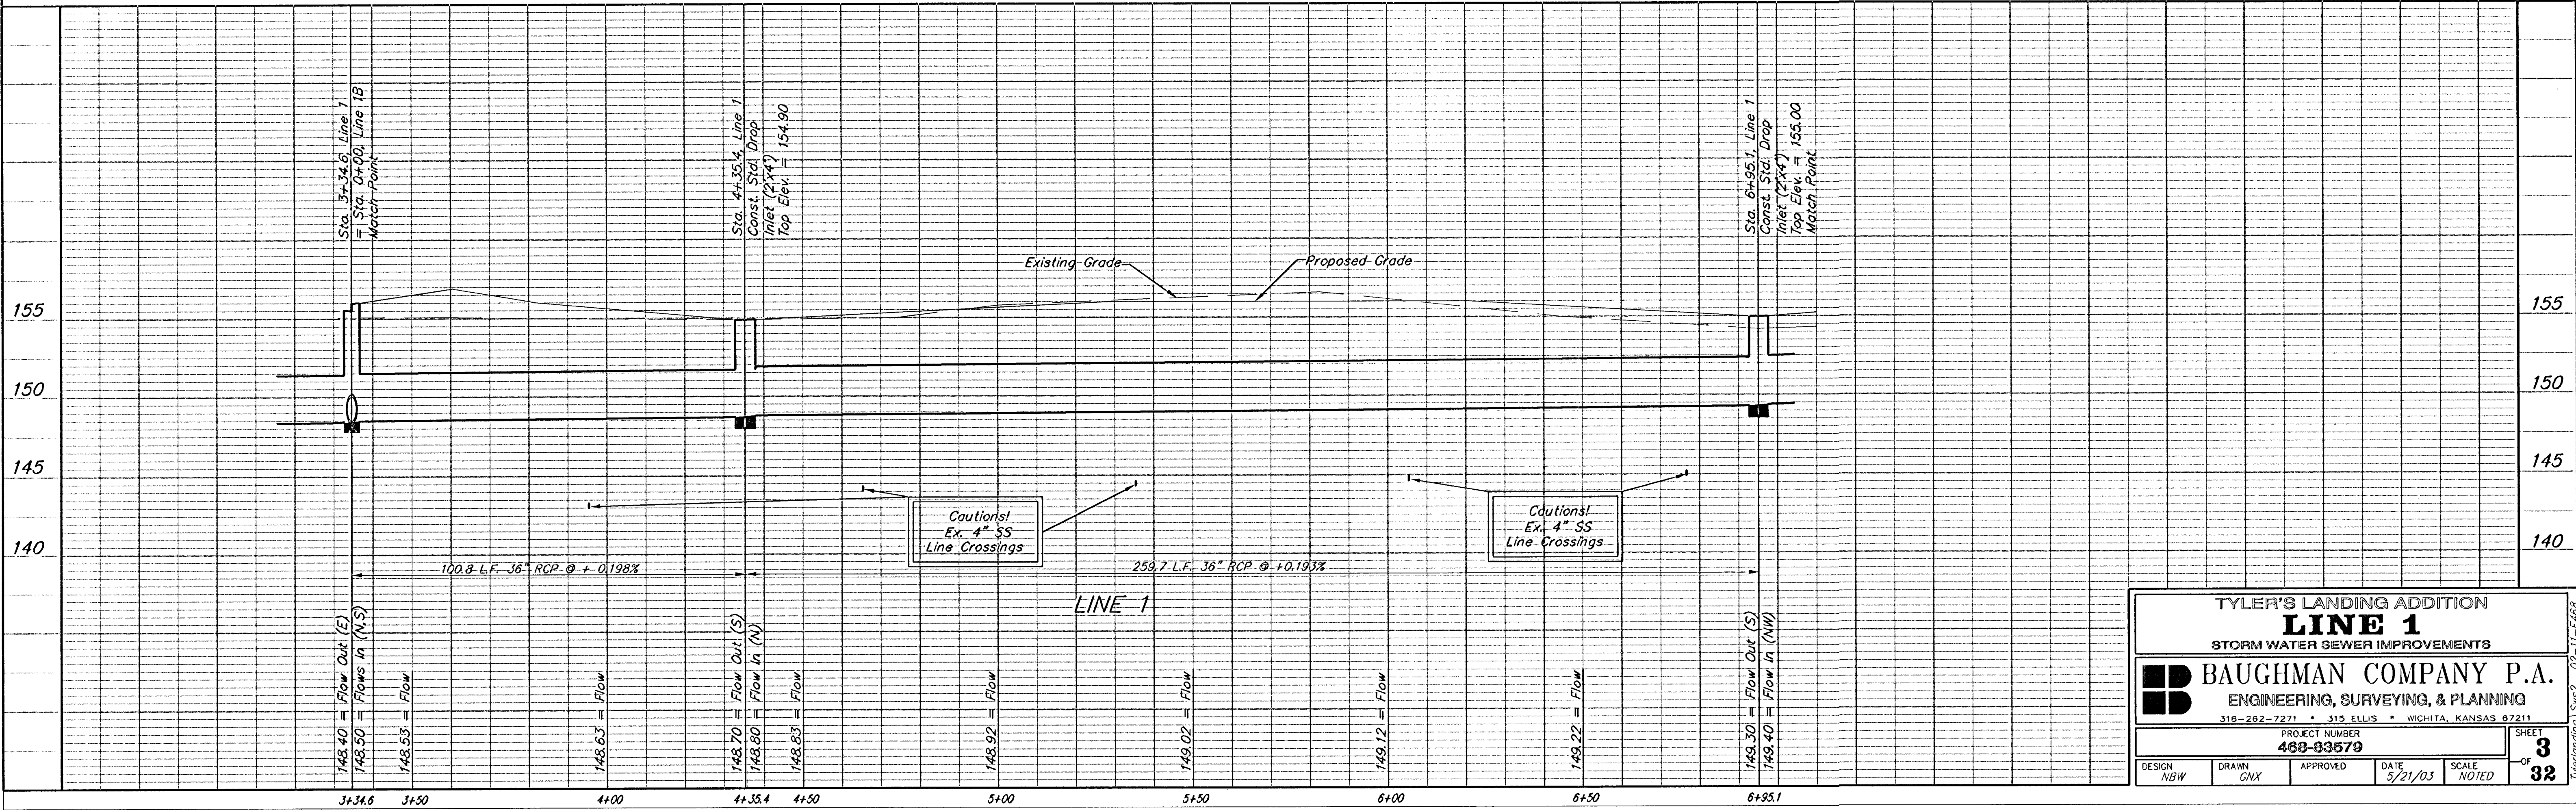 Sta. 3+34.6, Line 1
= Sta. 0+00, Line 1B
Match Point
Sta. 4+35.4, Line 1
Const. Std. Drop
Inlet (2'x4')
Top Elev. = 154.90
Sta. 6+95.1, Line 1
Const. Std. Drop
Inlet (2'x4')
Top Elev. = 155.00
Match Point
Existing Grade
Proposed Grade
155
150
145
140
155
150
145
140
Cautions!
Ex. 4" SS
Line Crossings
Cautions!
Ex. 4" SS
Line Crossings
100.8 L.F. 36" RCP @ + 0.198%
259.7 L.F. 36" RCP @ +0.193%
LINE 1
148.40 = Flow Out (E)
148.50 = Flows In (N,S)
148.53 = Flow
148.63 = Flow
148.70 = Flow Out (S)
148.80 = Flow In (N)
148.83 = Flow
148.92 = Flow
149.02 = Flow
149.12 = Flow
149.22 = Flow
149.30 = Flow Out (S)
149.40 = Flow In (NW)
3+34.6
3+50
4+00
4+35.4
4+50
5+00
5+50
6+00
6+50
6+95.1
TYLER'S LANDING ADDITION
LINE 1
STORM WATER SEWER IMPROVEMENTS
BAUGHMAN COMPANY P.A.
ENGINEERING, SURVEYING, & PLANNING
316-262-7271 * 315 ELLIS * WICHITA, KANSAS 67211
PROJECT NUMBER
468-83579
SHEET
3
OF
32
DESIGN
NBW
DRAWN
GNX
APPROVED
DATE
5/21/03
SCALE
NOTED